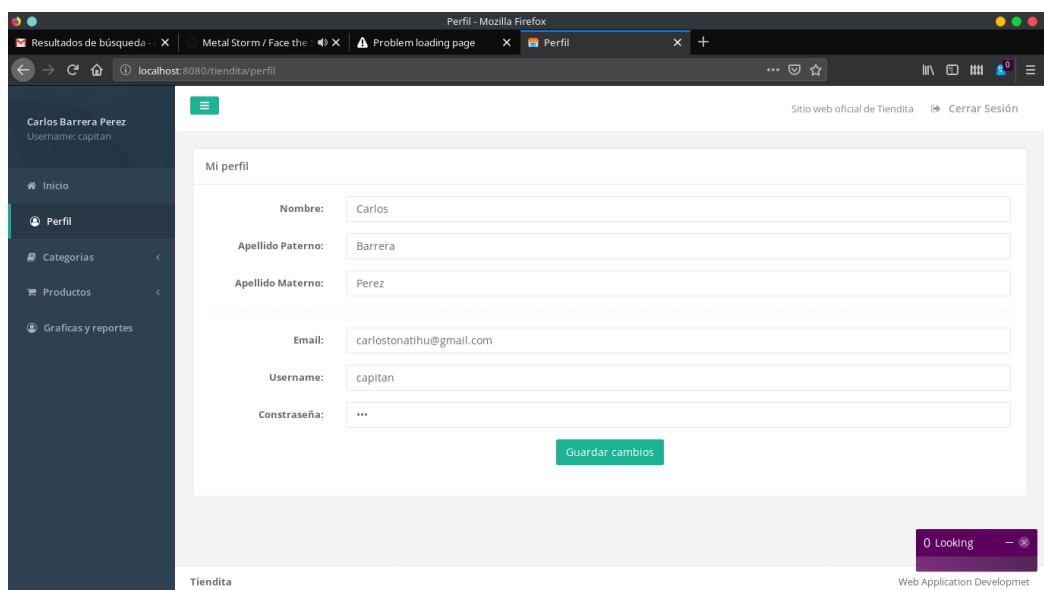 Perfil - Mozilla Firefox
Resultados de búsqueda - Metal Storm / Face the S Problem loading page Perfil
localhost:8080/tiendita/perfil
0
Carlos Barrera Perez
Username: capitan
Sitio web oficial de Tiendita Cerrar Sesión
Inicio
Perfil
Categorias
Productos
Graficas y reportes
Mi perfil
Nombre: Carlos
Apellido Paterno: Barrera
Apellido Materno: Perez
Email: carlostonatihu@gmail.com
Username: capitan
Constraseña: •••
Guardar cambios
0 Looking
Tiendita Web Application Developmet